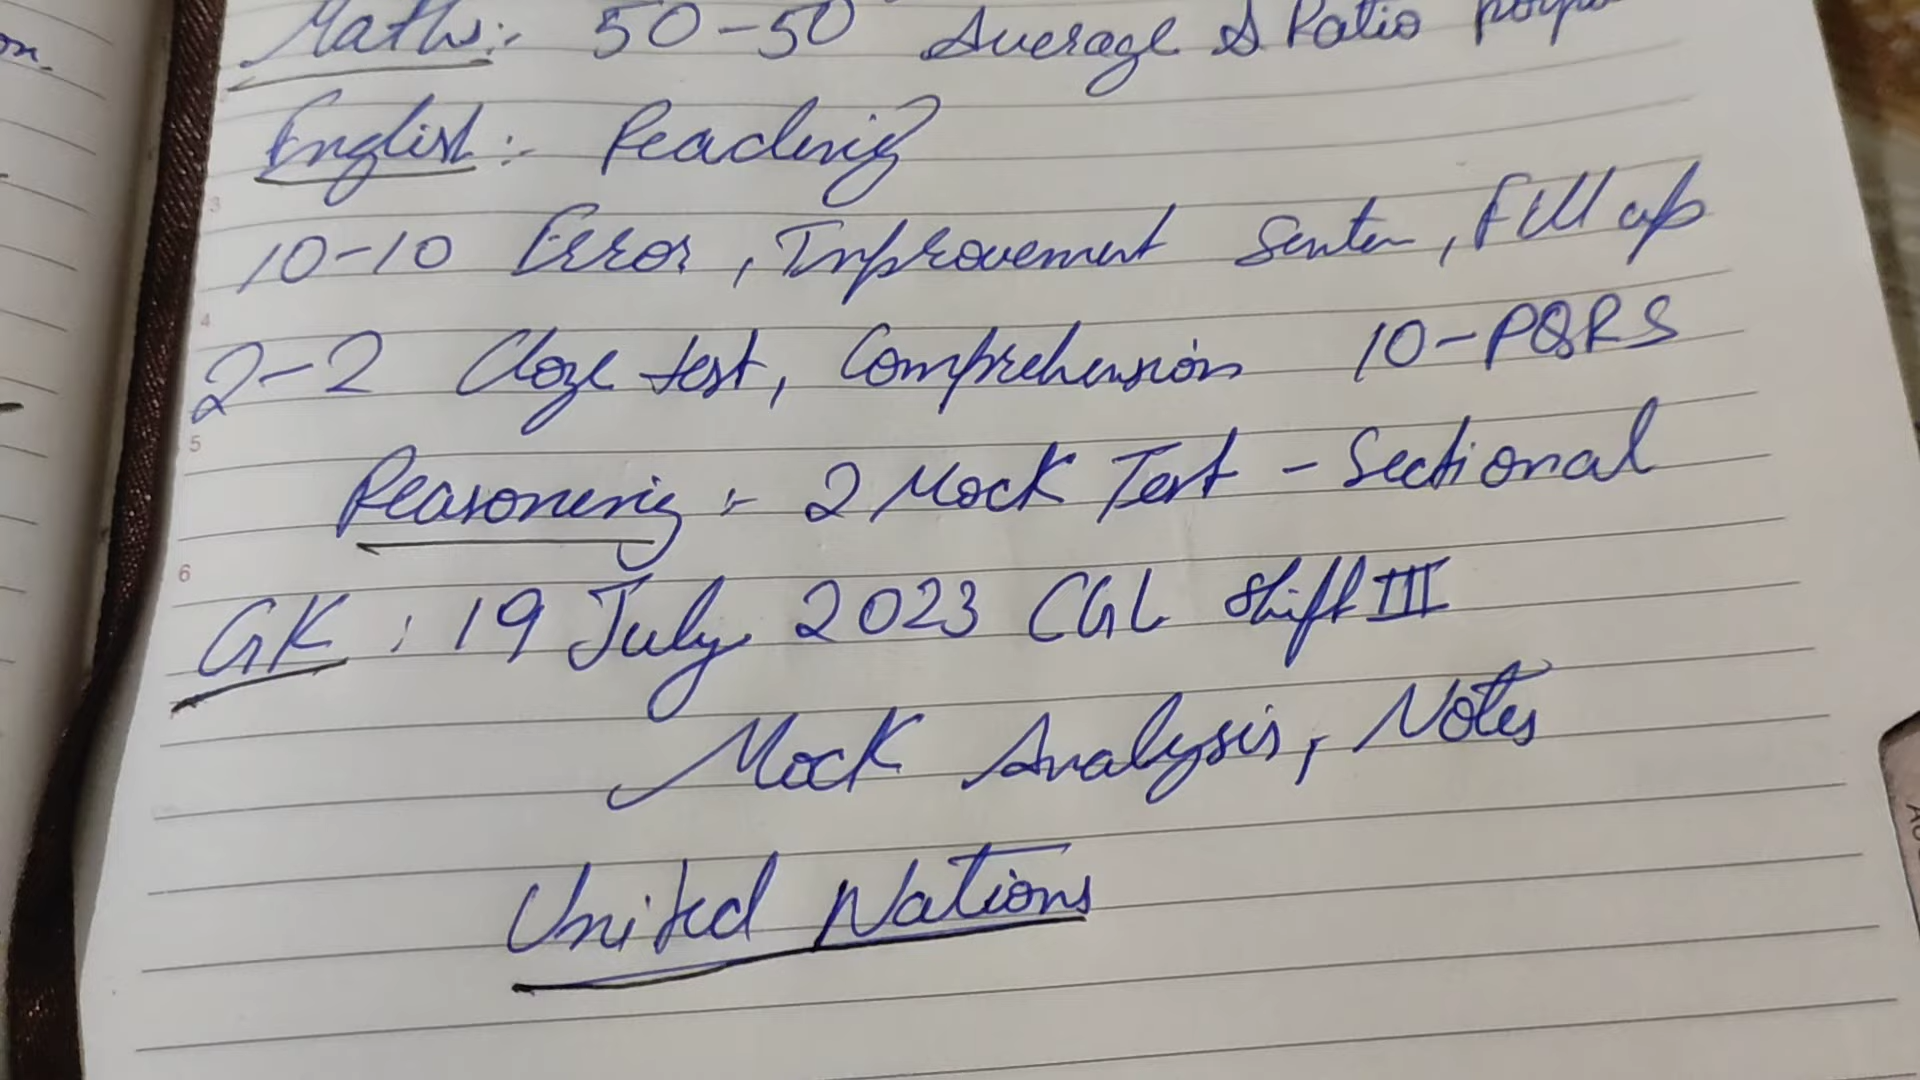 Maths:- 50-50 Average & Ratio
English:- Reading
10-10 Error, Improvement Senten, Fill up
2-2 Cloze test, Comprehension 10-PQRS
Reasoning:- 2 Mock Test - Sectional
GK: 19 July 2023 CGL Shift III
Mock Analysis, Notes
United Nations